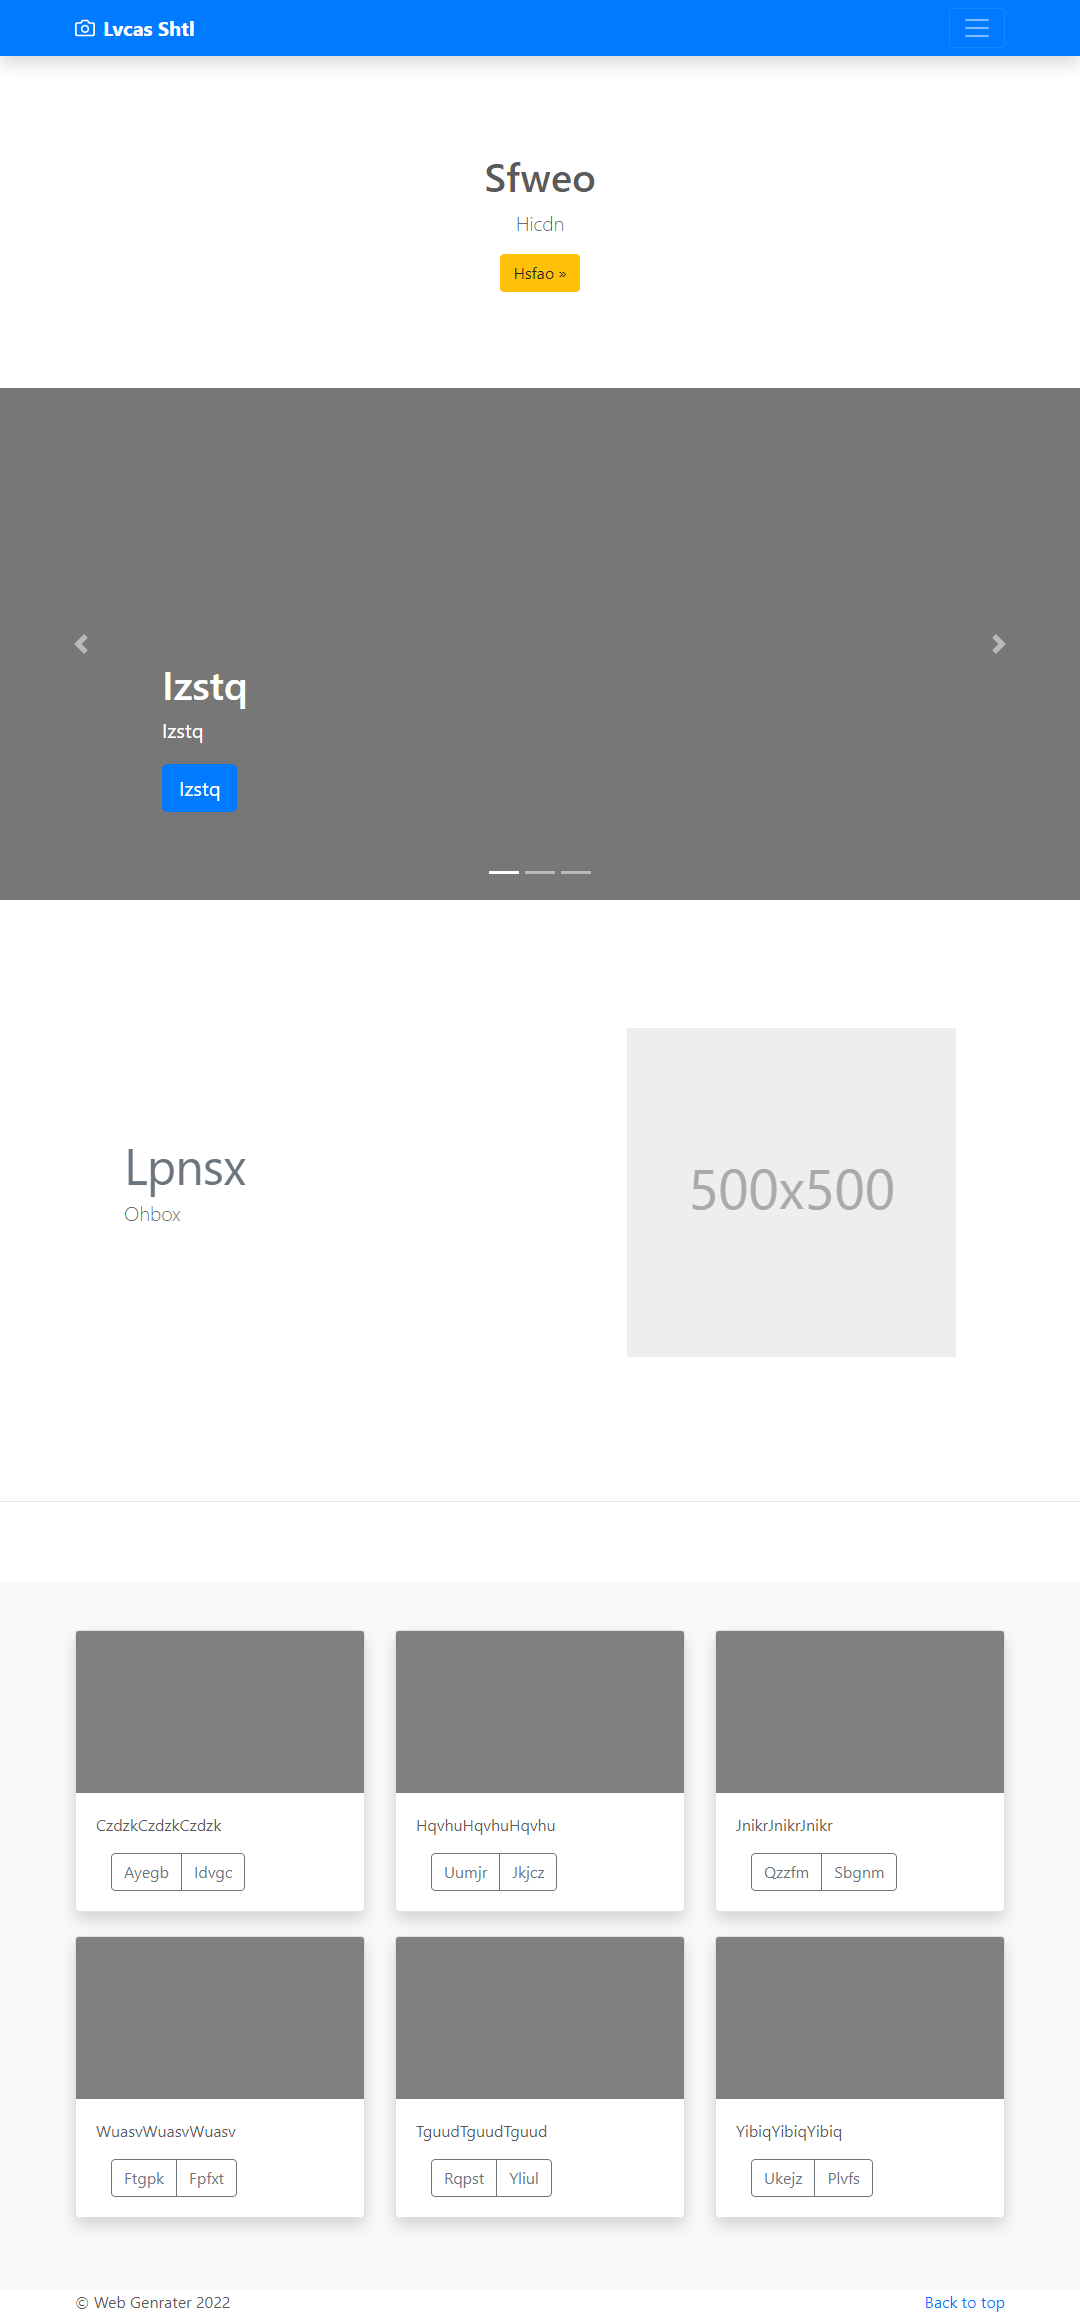 Lvcas Shtl
Sfweo
Hicdn
Hsfao »
Izstq
Izstq
Izstq
Lpnsx
Ohbox
500x500
CzdzkCzdzkCzdzk
Ayegb Idvgc
HqvhuHqvhuHqvhu
Uumjr Jkjcz
JnikrJnikrJnikr
Qzzfm Sbgnm
WuasvWuasvWuasv
Ftgpk Fpfxt
TguudTguudTguud
Rqpst Yliul
YibiqYibiqYibiq
Ukejz Plvfs
© Web Genrater 2022
Back to top